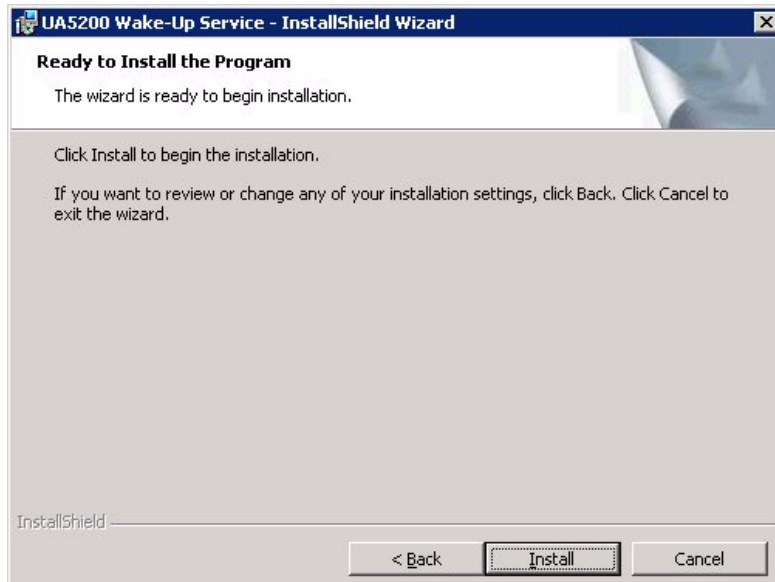 UA5200 Wake-Up Service - InstallShield Wizard
Ready to Install the Program
The wizard is ready to begin installation.
Click Install to begin the installation.
If you want to review or change any of your installation settings, click Back. Click Cancel to
exit the wizard.
InstallShield
< Back
Install
Cancel